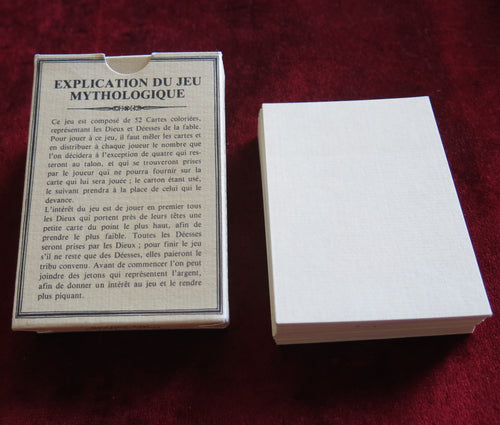 EXPLICATION DU JEU
MYTHOLOGIQUE
Ce jeu est composé de 52 Cartes coloriées,
représentant les Dieux et Déesses de la fable.
Pour jouer à ce jeu, il faut mêler les cartes et
en distribuer à chaque joueur le nombre que
l'on décidera à l'exception de quatre qui res-
teront au talon, et qui se trouveront prises
par le joueur qui ne pourra fournir sur la
carte qui lui sera jouée ; le carton étant usé,
le suivant prendra à la place de celui qui le
devance.
L'intérêt du jeu est de jouer en premier tous
les Dieux qui portent près de leurs têtes une
petite carte du point le plus haut, afin de
prendre le plus faible. Toutes les Déesses
seront prises par les Dieux ; pour finir le jeu
s'il ne reste que des Déesses, elles paieront le
tribu convenu. Avant de commencer l'on peut
joindre des jetons qui représentent l'argent,
afin de donner un intérêt au jeu et le rendre
plus piquant.